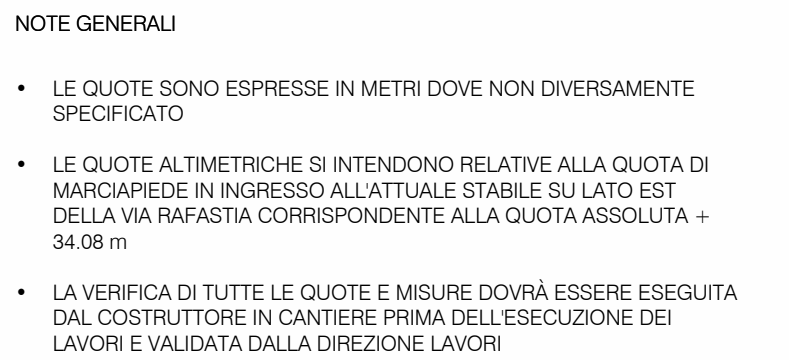 NOTE GENERALI
• LE QUOTE SONO ESPRESSE IN METRI DOVE NON DIVERSAMENTE
SPECIFICATO
• LE QUOTE ALTIMETRICHE SI INTENDONO RELATIVE ALLA QUOTA DI
MARCIAPIEDE IN INGRESSO ALL'ATTUALE STABILE SU LATO EST
DELLA VIA RAFASTIA CORRISPONDENTE ALLA QUOTA ASSOLUTA +
34.08 m
• LA VERIFICA DI TUTTE LE QUOTE E MISURE DOVRÀ ESSERE ESEGUITA
DAL COSTRUTTORE IN CANTIERE PRIMA DELL'ESECUZIONE DEI
LAVORI E VALIDATA DALLA DIREZIONE LAVORI